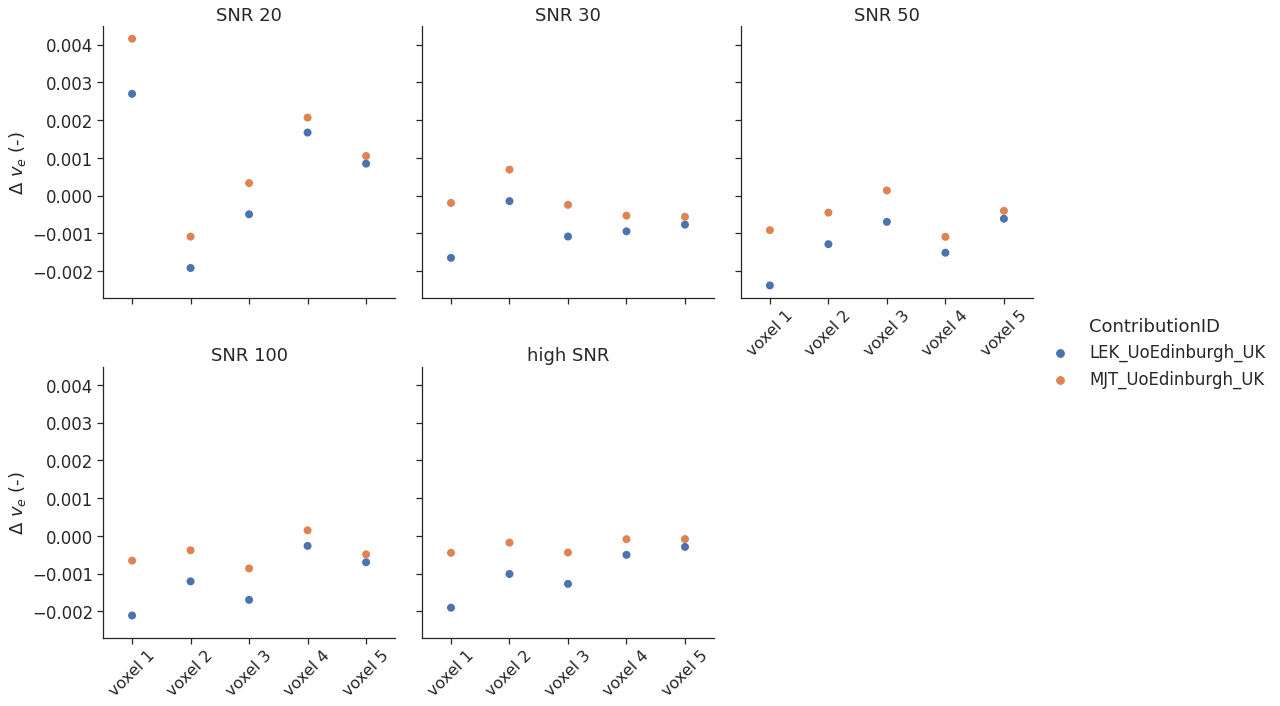 SNR 20
SNR 30
SNR 50
0.004
0.003
0.002
0.001
0.000
−0.001
−0.002
Δ vₑ (-)
voxel 1
voxel 2
voxel 3
voxel 4
voxel 5
ContributionID
LEK_UoEdinburgh_UK
MJT_UoEdinburgh_UK
SNR 100
high SNR
0.004
0.003
0.002
0.001
0.000
−0.001
−0.002
Δ vₑ (-)
voxel 1
voxel 2
voxel 3
voxel 4
voxel 5
voxel 1
voxel 2
voxel 3
voxel 4
voxel 5